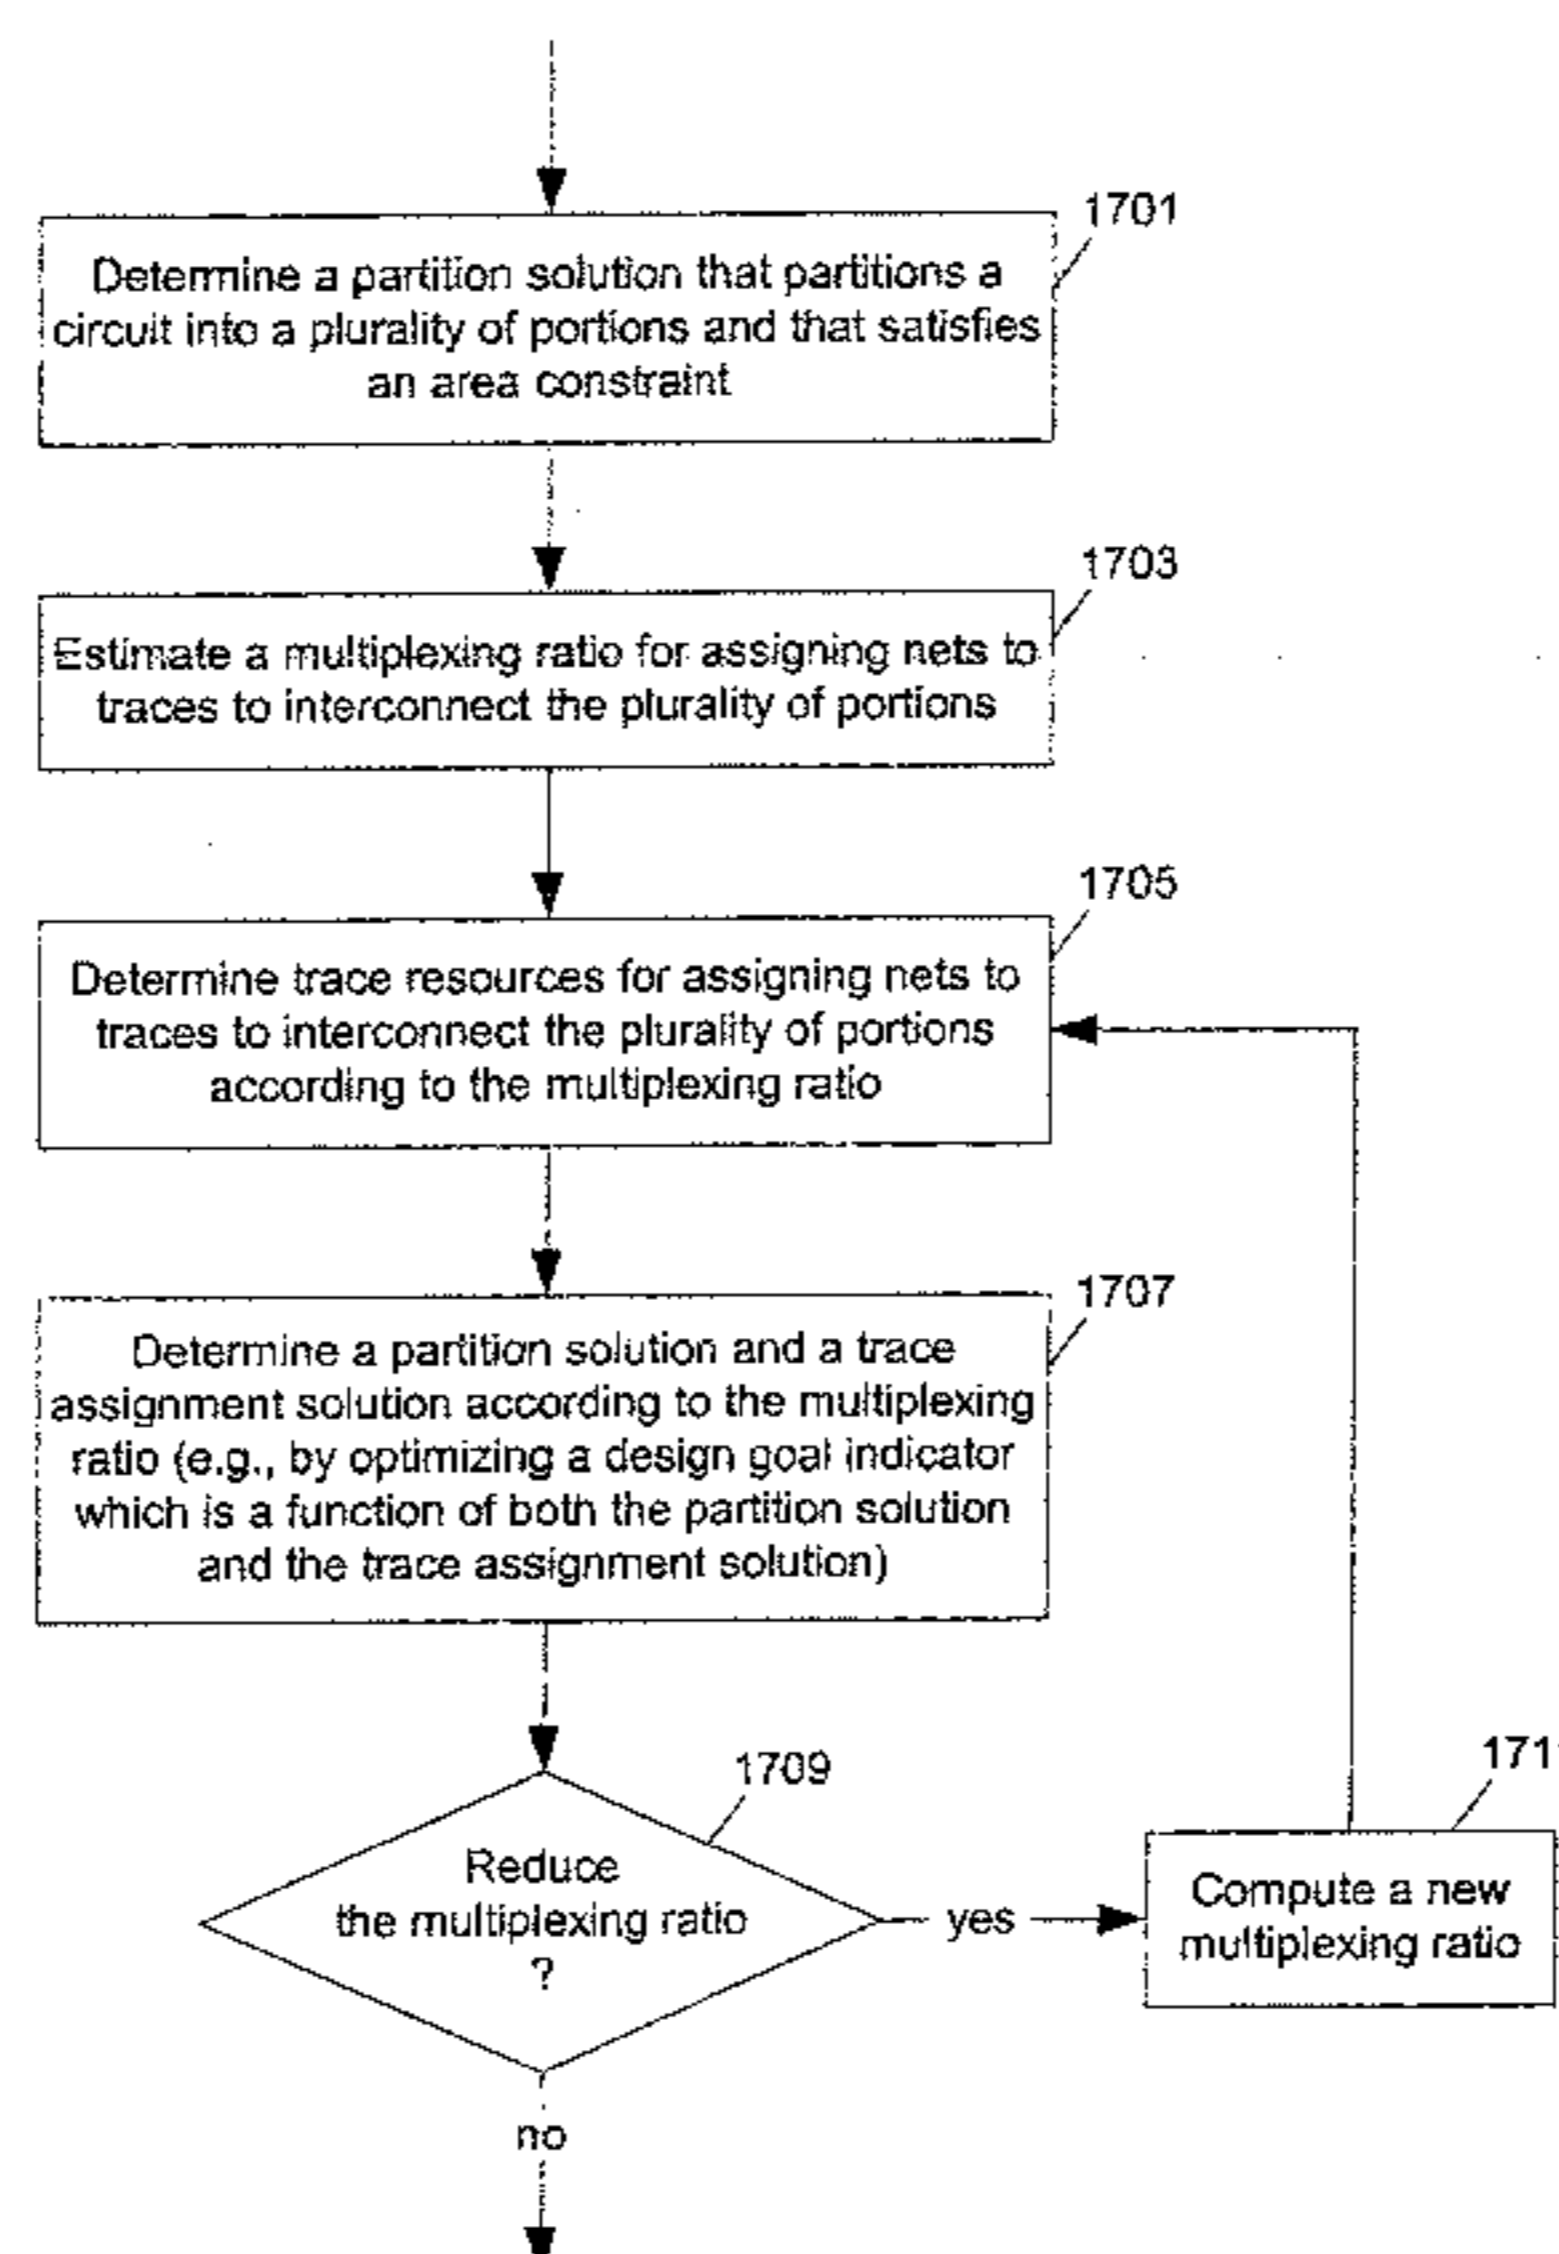 1701
Determine a partition solution that partitions a
circuit into a plurality of portions and that satisfies
an area constraint
1703
Estimate a multiplexing ratio for assigning nets to
traces to interconnect the plurality of portions
1705
Determine trace resources for assigning nets to
traces to interconnect the plurality of portions
according to the multiplexing ratio
1707
Determine a partition solution and a trace
assignment solution according to the multiplexing
ratio (e.g., by optimizing a design goal indicator
which is a function of both the partition solution
and the trace assignment solution)
1709
Reduce
the multiplexing ratio
?
yes
Compute a new
multiplexing ratio
no